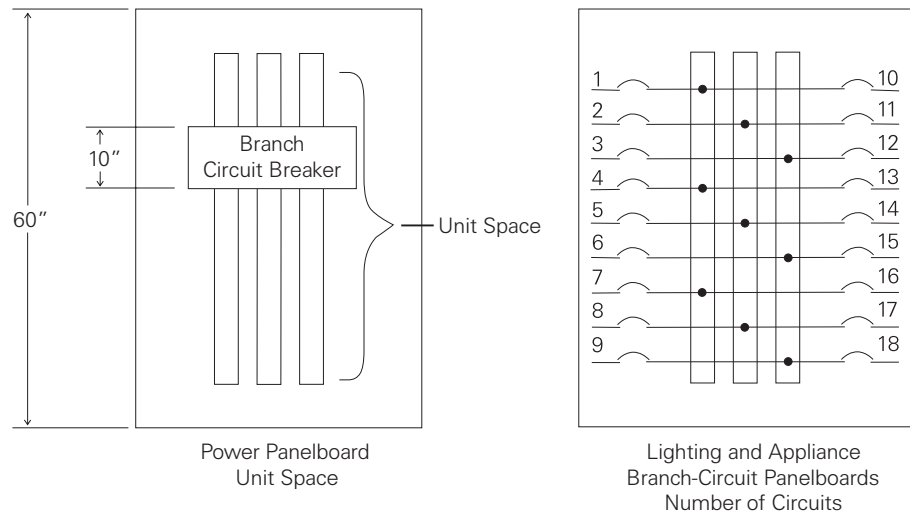 60"
10"
Branch
Circuit Breaker
Unit Space
Power Panelboard
Unit Space
1
10
2
11
3
12
4
13
5
14
6
15
7
16
8
17
9
18
Lighting and Appliance
Branch-Circuit Panelboards
Number of Circuits